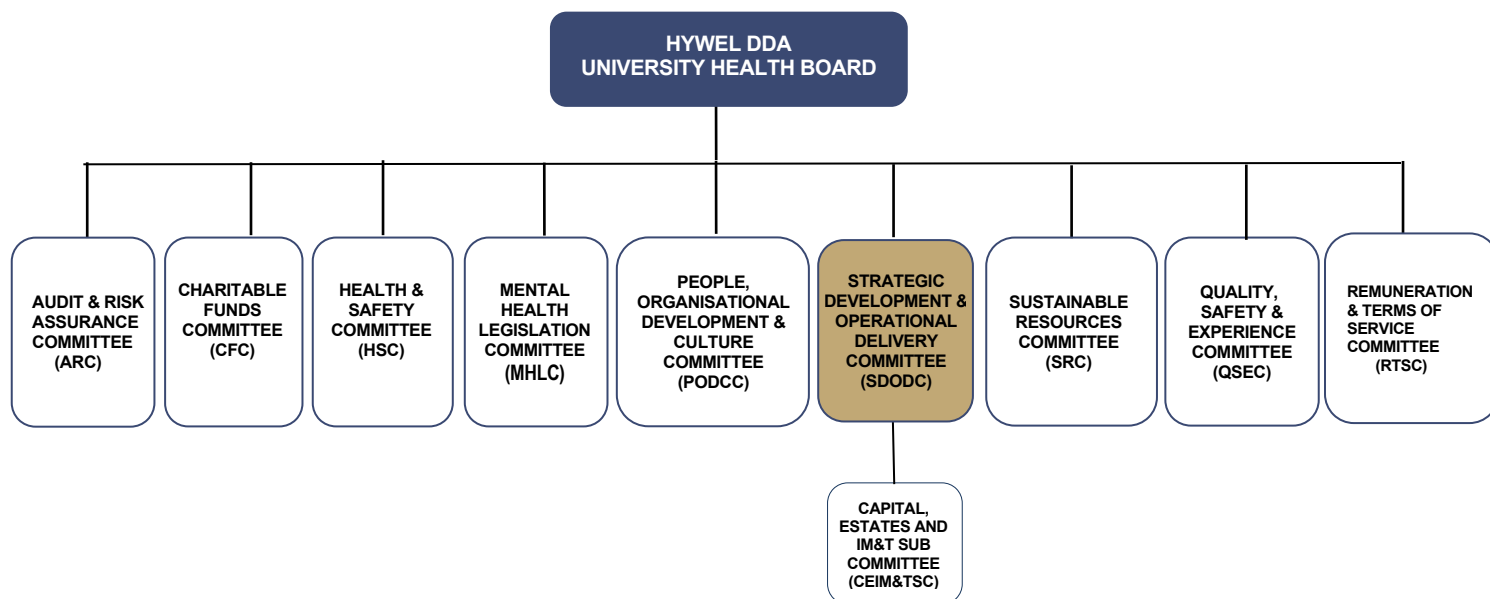 HYWEL DDA
UNIVERSITY HEALTH BOARD
AUDIT & RISK
ASSURANCE
COMMITTEE
(ARC)
CHARITABLE
FUNDS
COMMITTEE
(CFC)
HEALTH &
SAFETY
COMMITTEE
(HSC)
MENTAL
HEALTH
LEGISLATION
COMMITTEE
(MHLC)
PEOPLE,
ORGANISATIONAL
DEVELOPMENT &
CULTURE
COMMITTEE
(PODCC)
STRATEGIC
DEVELOPMENT &
OPERATIONAL
DELIVERY
COMMITTEE
(SDODC)
SUSTAINABLE
RESOURCES
COMMITTEE
(SRC)
QUALITY,
SAFETY &
EXPERIENCE
COMMITTEE
(QSEC)
REMUNERATION
& TERMS OF
SERVICE
COMMITTEE
(RTSC)
CAPITAL,
ESTATES AND
IM&T SUB
COMMITTEE
(CEIM&TSC)